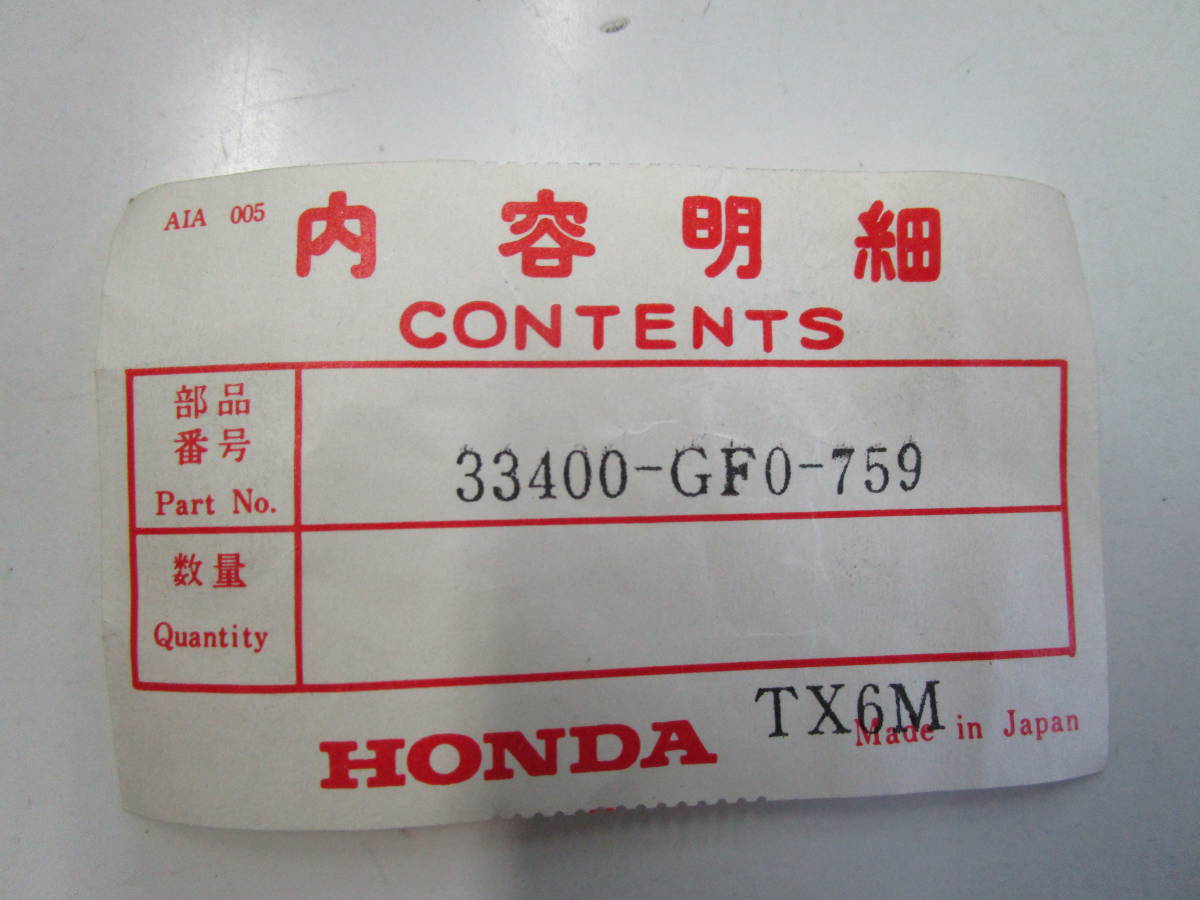 AIA 005
内容明細
CONTENTS
部品
番号
Part No.
33400-GF0-759
数量
Quantity
HONDA
TX6M
Made in Japan